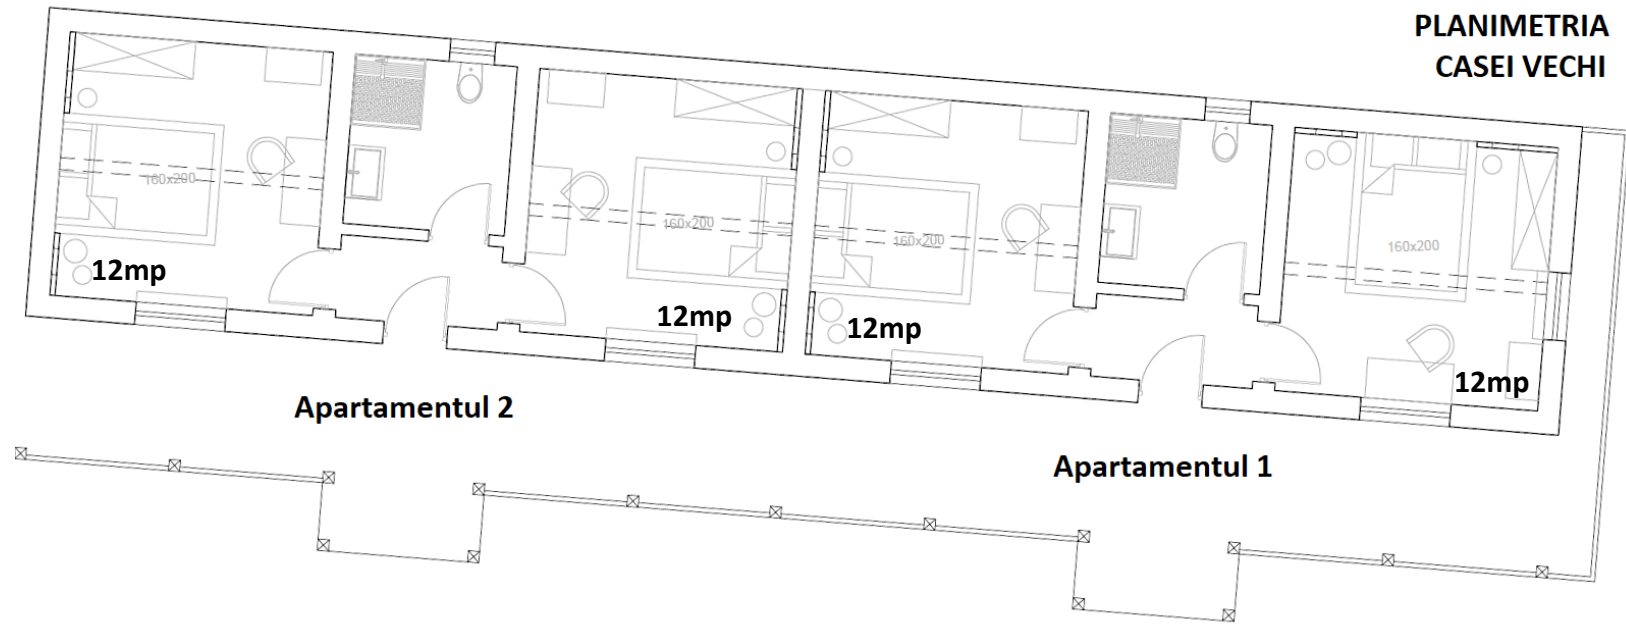 PLANIMETRIA
CASEI VECHI
160x200
160x200
160x200
160x200
12mp
12mp
12mp
12mp
Apartamentul 2
Apartamentul 1